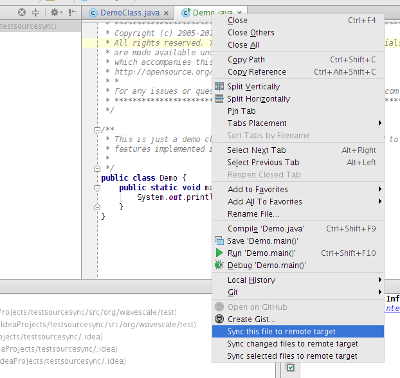 DemoClass.java
Demo.java
testsourcesync)
* Copyright (c) 2005-201
* All rights reserved.
* are made available un
* which accompanies this
* http://opensource.org/
* *
* For any issues or ques
com
*/
/**
* This is just a demo cl
to
* features implemented i
*
*/
public class Demo {
public static void ma
System.out.printl
}
}
Close Ctrl+F4
Close Others
Close All
Copy Path Ctrl+Shift+C
Copy Reference Ctrl+Alt+Shift+C
Split Vertically
Split Horizontally
Pin Tab
Tabs Placement
Sort Tabs by Filename
Select Next Tab Alt+Right
Select Previous Tab Alt+Left
Reopen Closed Tab
Add to Favorites
Add All To Favorites
Rename File...
Compile 'Demo.java' Ctrl+Shift+F9
Save 'Demo.main()'
Run 'Demo.main()' Ctrl+Shift+F10
Debug 'Demo.main()'
Local History
Git
Open on GitHub
Create Gist...
Sync this file to remote target
Sync changed files to remote target
Sync selected files to remote target
Projects/testsourcesync/src/org/wavescale/test)
IdeaProjects/testsourcesync/src/org/wavescale/test)
Projects/testsourcesync/.idea)
eaProjects/testsourcesync/.idea)
aProjects/testsourcesync/.idea)
Inf
nte